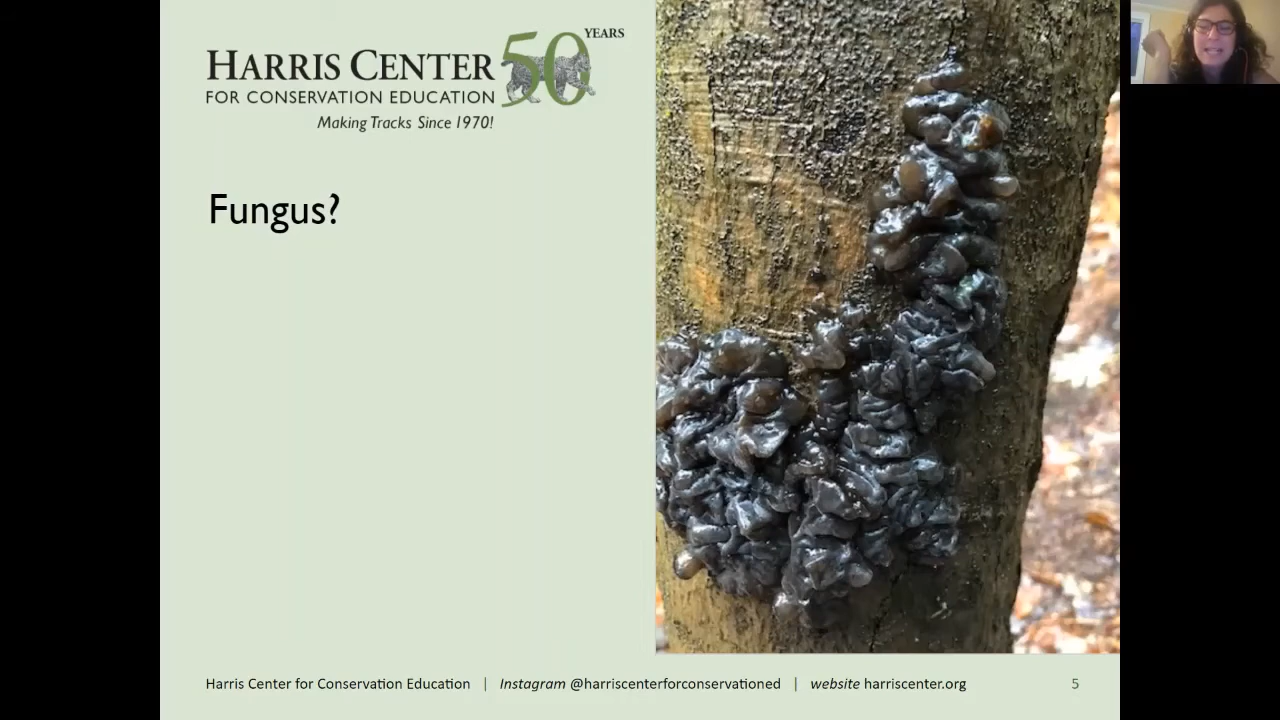 HARRIS CENTER 50 YEARS
FOR CONSERVATION EDUCATION
Making Tracks Since 1970!
Fungus?
Harris Center for Conservation Education | Instagram @harriscenterforconservationed | website harriscenter.org 5